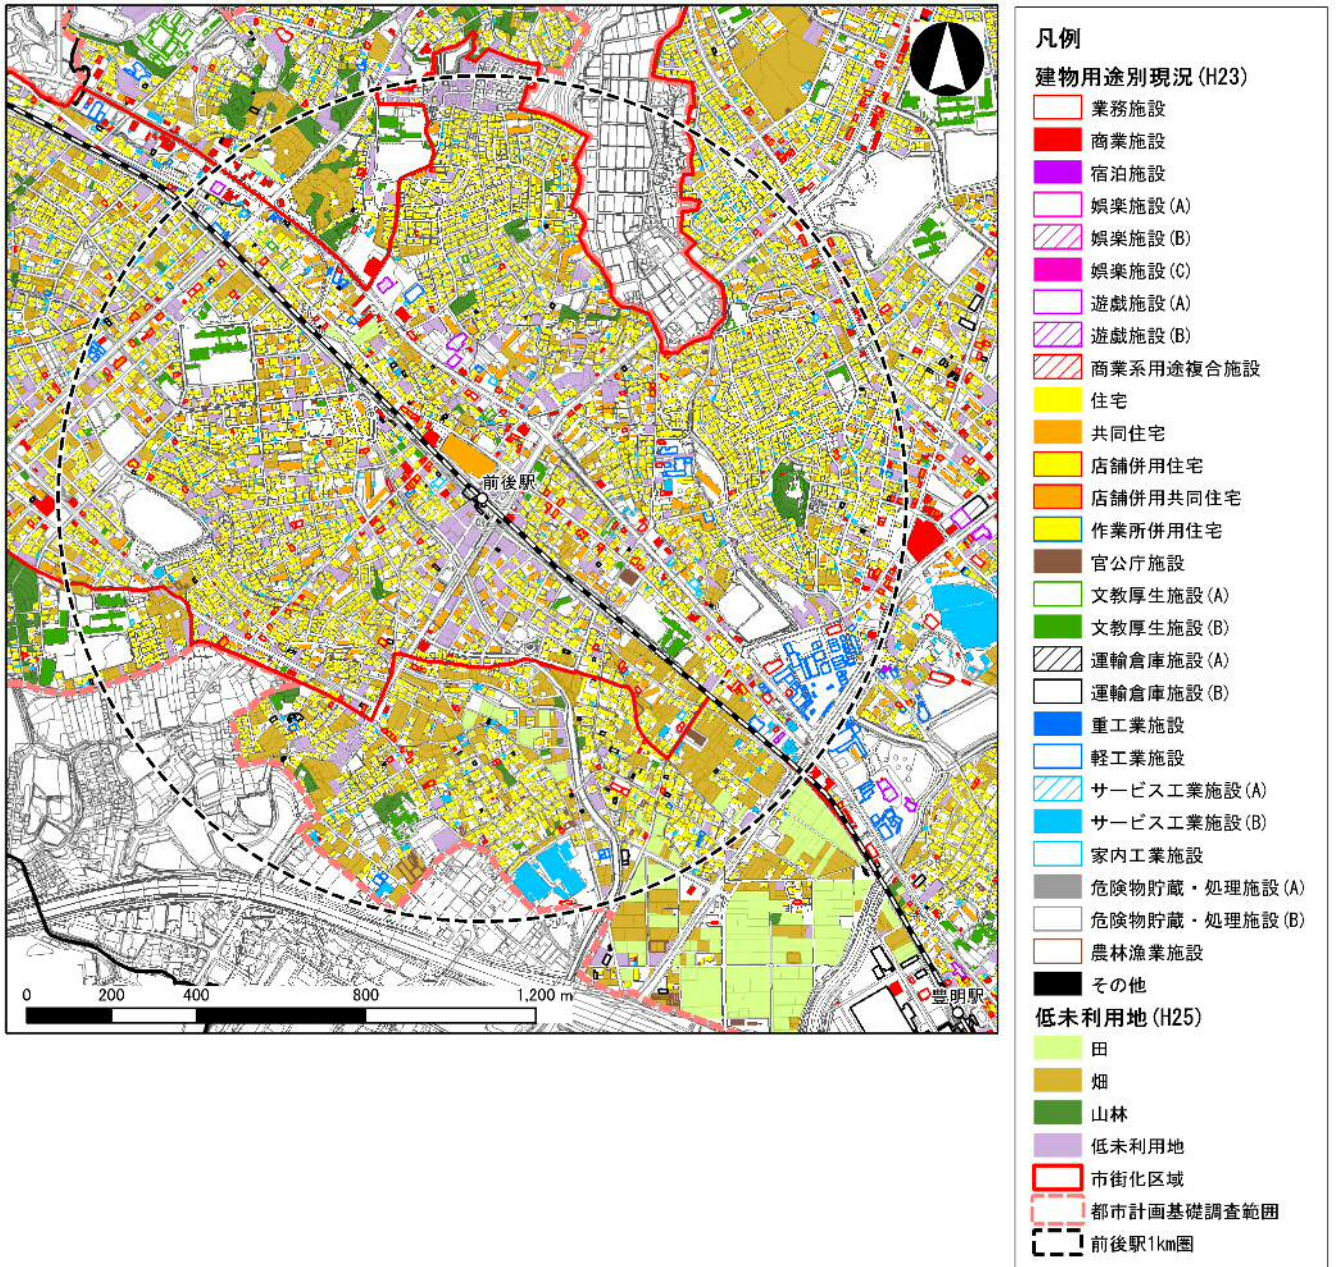 前後駅
豊明駅
0 200 400 800 1,200 m
凡例
建物用途別現況(H23)
業務施設
商業施設
宿泊施設
娯楽施設(A)
娯楽施設(B)
娯楽施設(C)
遊戯施設(A)
遊戯施設(B)
商業系用途複合施設
住宅
共同住宅
店舗併用住宅
店舗併用共同住宅
作業所併用住宅
官公庁施設
文教厚生施設(A)
文教厚生施設(B)
運輸倉庫施設(A)
運輸倉庫施設(B)
重工業施設
軽工業施設
サービス工業施設(A)
サービス工業施設(B)
家内工業施設
危険物貯蔵・処理施設(A)
危険物貯蔵・処理施設(B)
農林漁業施設
その他
低未利用地(H25)
田
畑
山林
低未利用地
市街化区域
都市計画基礎調査範囲
前後駅1km圏